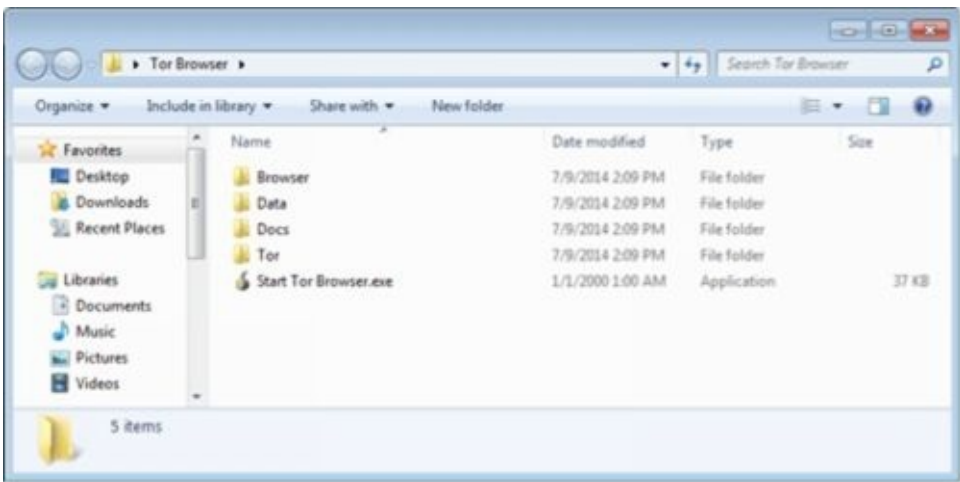 Tor Browser
Search Tor Browser
Organize Include in library Share with New folder
Name Date modified Type Size
Favorites
Desktop
Downloads
Recent Places
Libraries
Documents
Music
Pictures
Videos
Browser 7/9/2014 2:09 PM File folder
Data 7/9/2014 2:09 PM File folder
Docs 7/9/2014 2:09 PM File folder
Tor 7/9/2014 2:09 PM File folder
Start Tor Browser.exe 1/1/2000 1:00 AM Application 37 KB
5 items